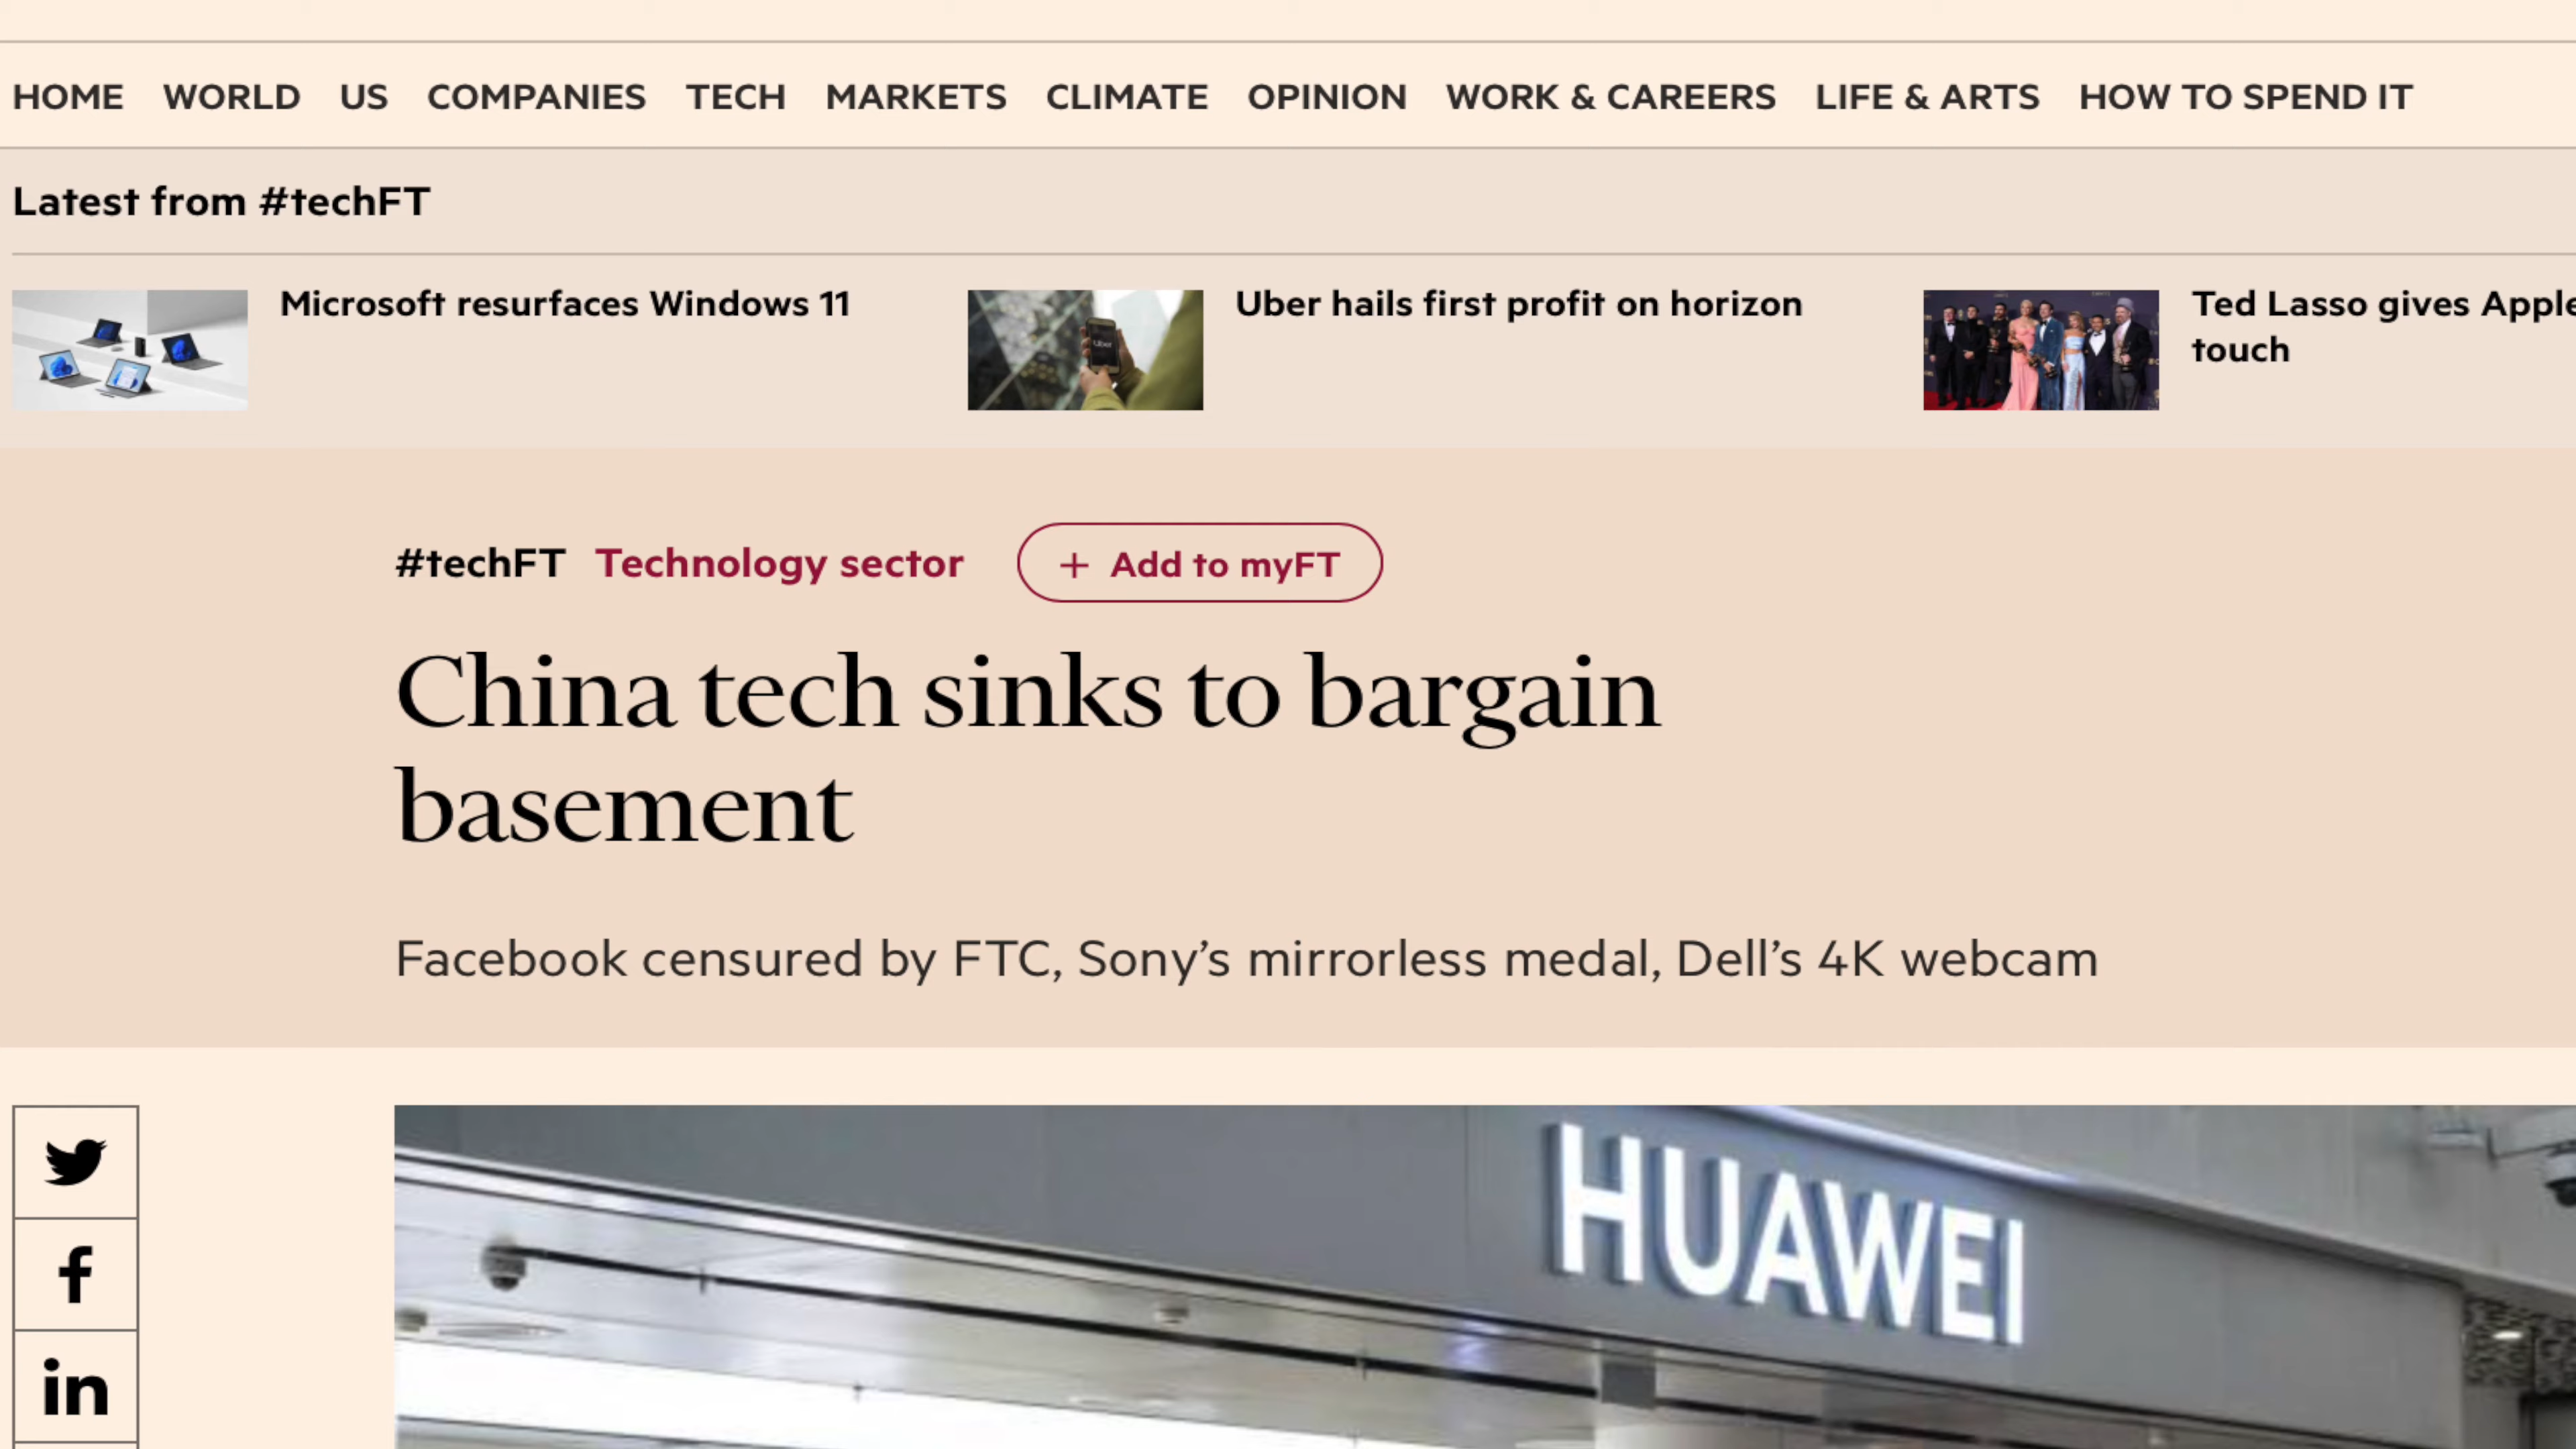 HOME WORLD US COMPANIES TECH MARKETS CLIMATE OPINION WORK & CAREERS LIFE & ARTS HOW TO SPEND IT
Latest from #techFT
Microsoft resurfaces Windows 11
Uber hails first profit on horizon
Ted Lasso gives Apple
touch
#techFT Technology sector + Add to myFT
China tech sinks to bargain
basement
Facebook censured by FTC, Sony’s mirrorless medal, Dell’s 4K webcam
HUAWEI
f
in
Uber